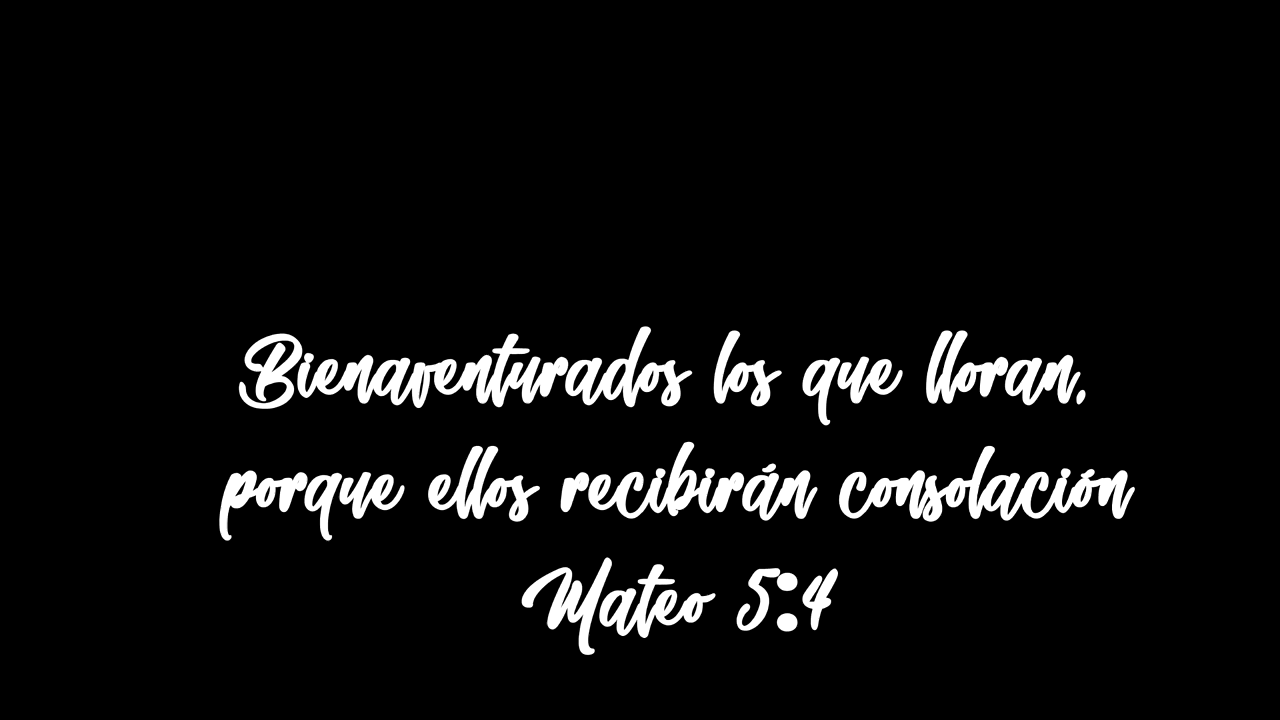 Bienaventurados los que lloran,
porque ellos recibirán consolación
Mateo 5:4